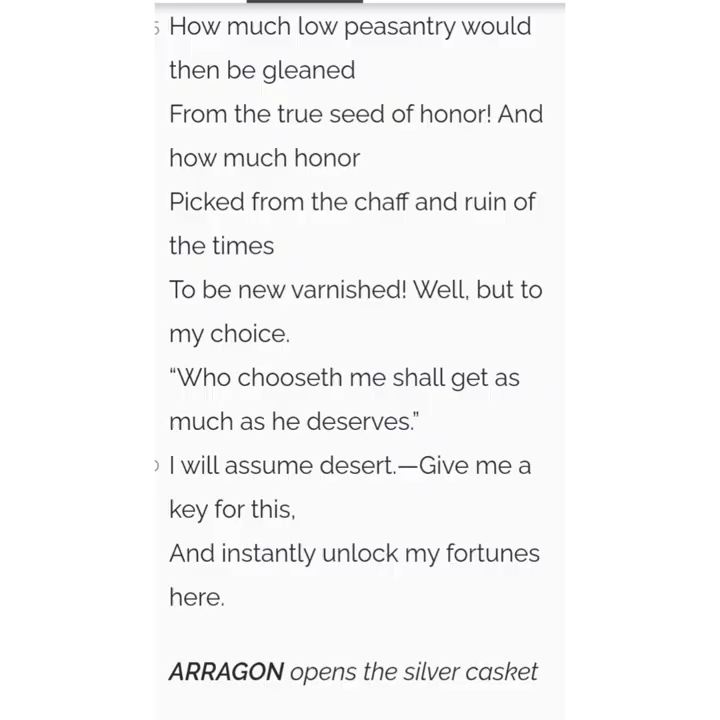 How much low peasantry would
then be gleaned
From the true seed of honor! And
how much honor
Picked from the chaff and ruin of
the times
To be new varnished! Well, but to
my choice.
“Who chooseth me shall get as
much as he deserves.”
I will assume desert.—Give me a
key for this,
And instantly unlock my fortunes
here.
ARRAGON opens the silver casket